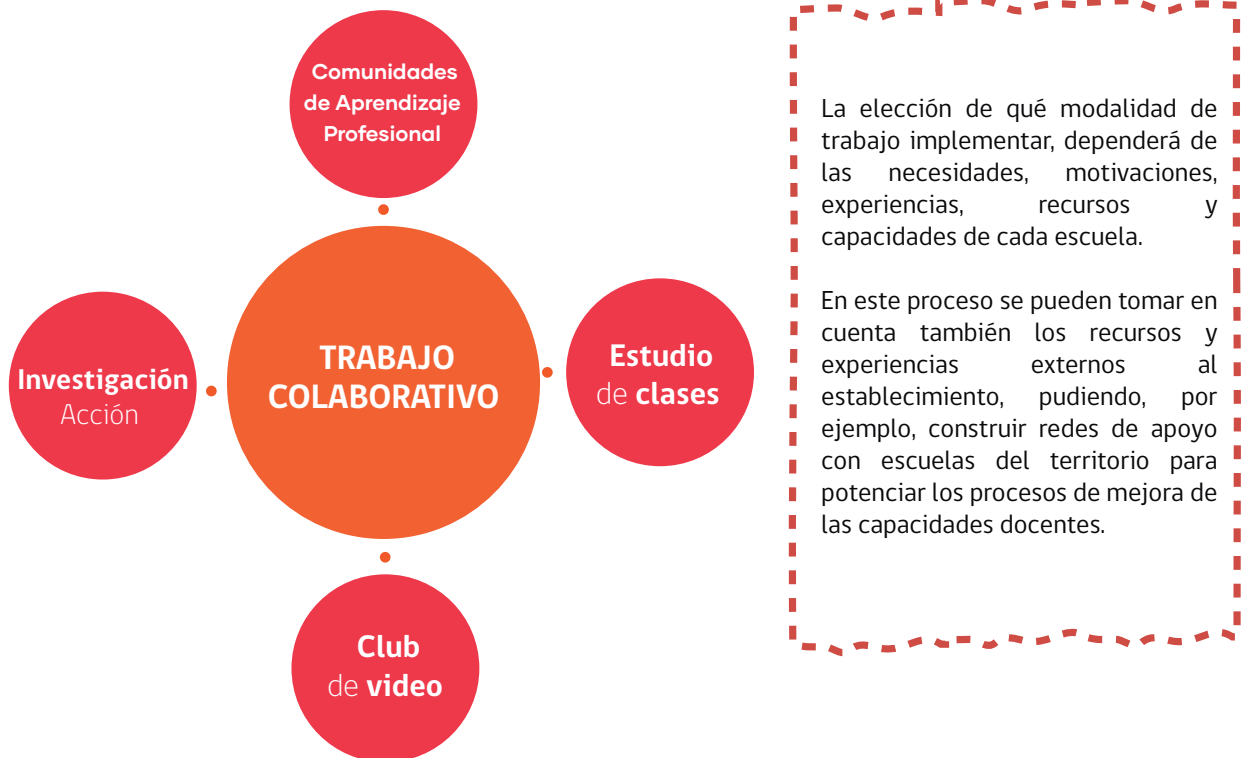 Comunidades
de Aprendizaje
Profesional
Investigación
Acción
TRABAJO
COLABORATIVO
Estudio
de clases
Club
de video
La elección de qué modalidad de
trabajo implementar, dependerá de
las necesidades, motivaciones,
experiencias, recursos y
capacidades de cada escuela.
En este proceso se pueden tomar en
cuenta también los recursos y
experiencias externos al
establecimiento, pudiendo, por
ejemplo, construir redes de apoyo
con escuelas del territorio para
potenciar los procesos de mejora de
las capacidades docentes.